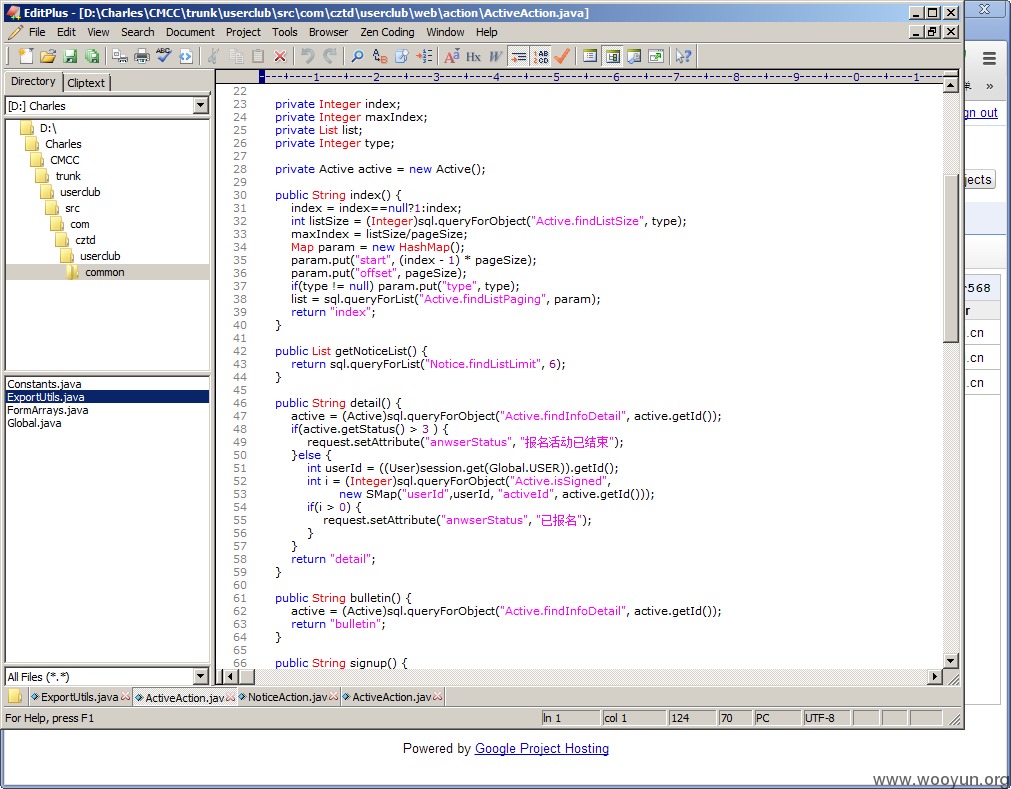 EditPlus - [D:\Charles\CMCC\trunk\userclub\src\com\cztd\userclub\web\action\ActiveAction.java]
File Edit View Search Document Project Tools Browser Zen Coding Window Help
Directory Cliptext
[D:] Charles
D:\
Charles
CMCC
trunk
userclub
src
com
cztd
userclub
common
Constants.java
ExportUtils.java
FormArrays.java
Global.java
All Files (*.*)
----+----1----+----2----+----3----+----4----+----5----+----6----+----7----+----8----+----9----+----0----+----1--
22
23 private Integer index;
24 private Integer maxIndex;
25 private List list;
26 private Integer type;
27
28 private Active active = new Active();
29
30 public String index() {
31 index = index==null?1:index;
32 int listSize = (Integer)sql.queryForObject("Active.findListSize", type);
33 maxIndex = listSize/pageSize;
34 Map param = new HashMap();
35 param.put("start", (index - 1) * pageSize);
36 param.put("offset", pageSize);
37 if(type != null) param.put("type", type);
38 list = sql.queryForList("Active.findListPaging", param);
39 return "index";
40 }
41
42 public List getNoticeList() {
43 return sql.queryForList("Notice.findListLimit", 6);
44 }
45
46 public String detail() {
47 active = (Active)sql.queryForObject("Active.findInfoDetail", active.getId());
48 if(active.getStatus() > 3 ) {
49 request.setAttribute("anwserStatus", "报名活动已结束");
50 }else {
51 int userId = ((User)session.get(Global.USER)).getId();
52 int i = (Integer)sql.queryForObject("Active.isSigned",
53 new SMap("userId",userId, "activeId", active.getId()));
54 if(i > 0) {
55 request.setAttribute("anwserStatus", "已报名");
56 }
57 }
58 return "detail";
59 }
60
61 public String bulletin() {
62 active = (Active)sql.queryForObject("Active.findInfoDetail", active.getId());
63 return "bulletin";
64 }
65
66 public String signup() {
ExportUtils.java ActiveAction.jav NoticeAction.jav ActiveAction.jav
For Help, press F1 ln 1 col 1 124 70 PC UTF-8
gn out
jects
568
r
.cn
.cn
.cn
Powered by Google Project Hosting
www.wooyun.org